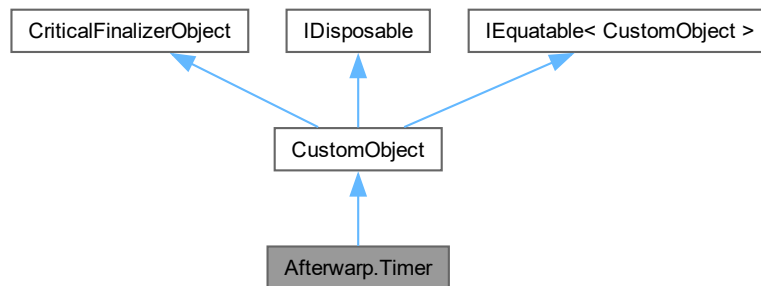 CriticalFinalizerObject
IDisposable
IEquatable< CustomObject >
CustomObject
Afterwarp.Timer